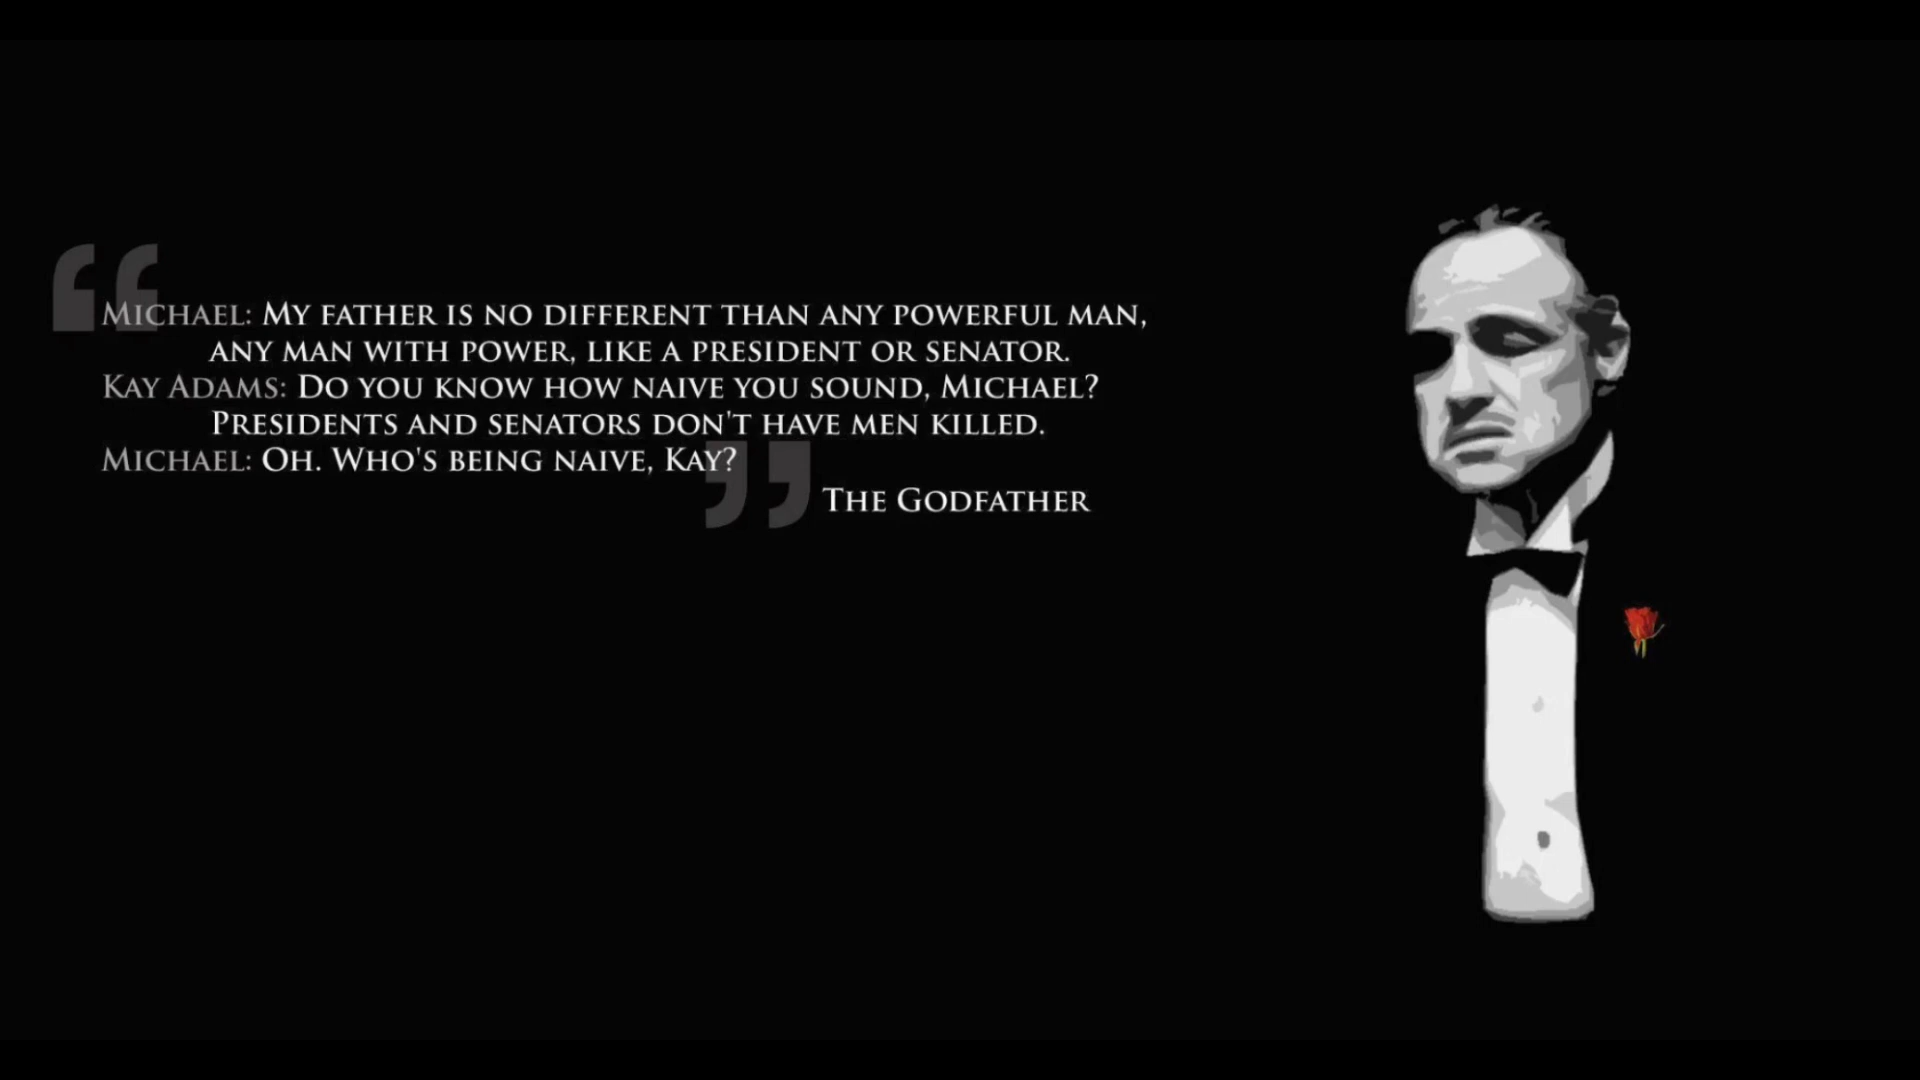 Michael: My father is no different than any powerful man,
any man with power, like a president or senator.
Kay Adams: Do you know how naive you sound, Michael?
Presidents and senators don't have men killed.
Michael: Oh. Who's being naive, Kay?
The Godfather